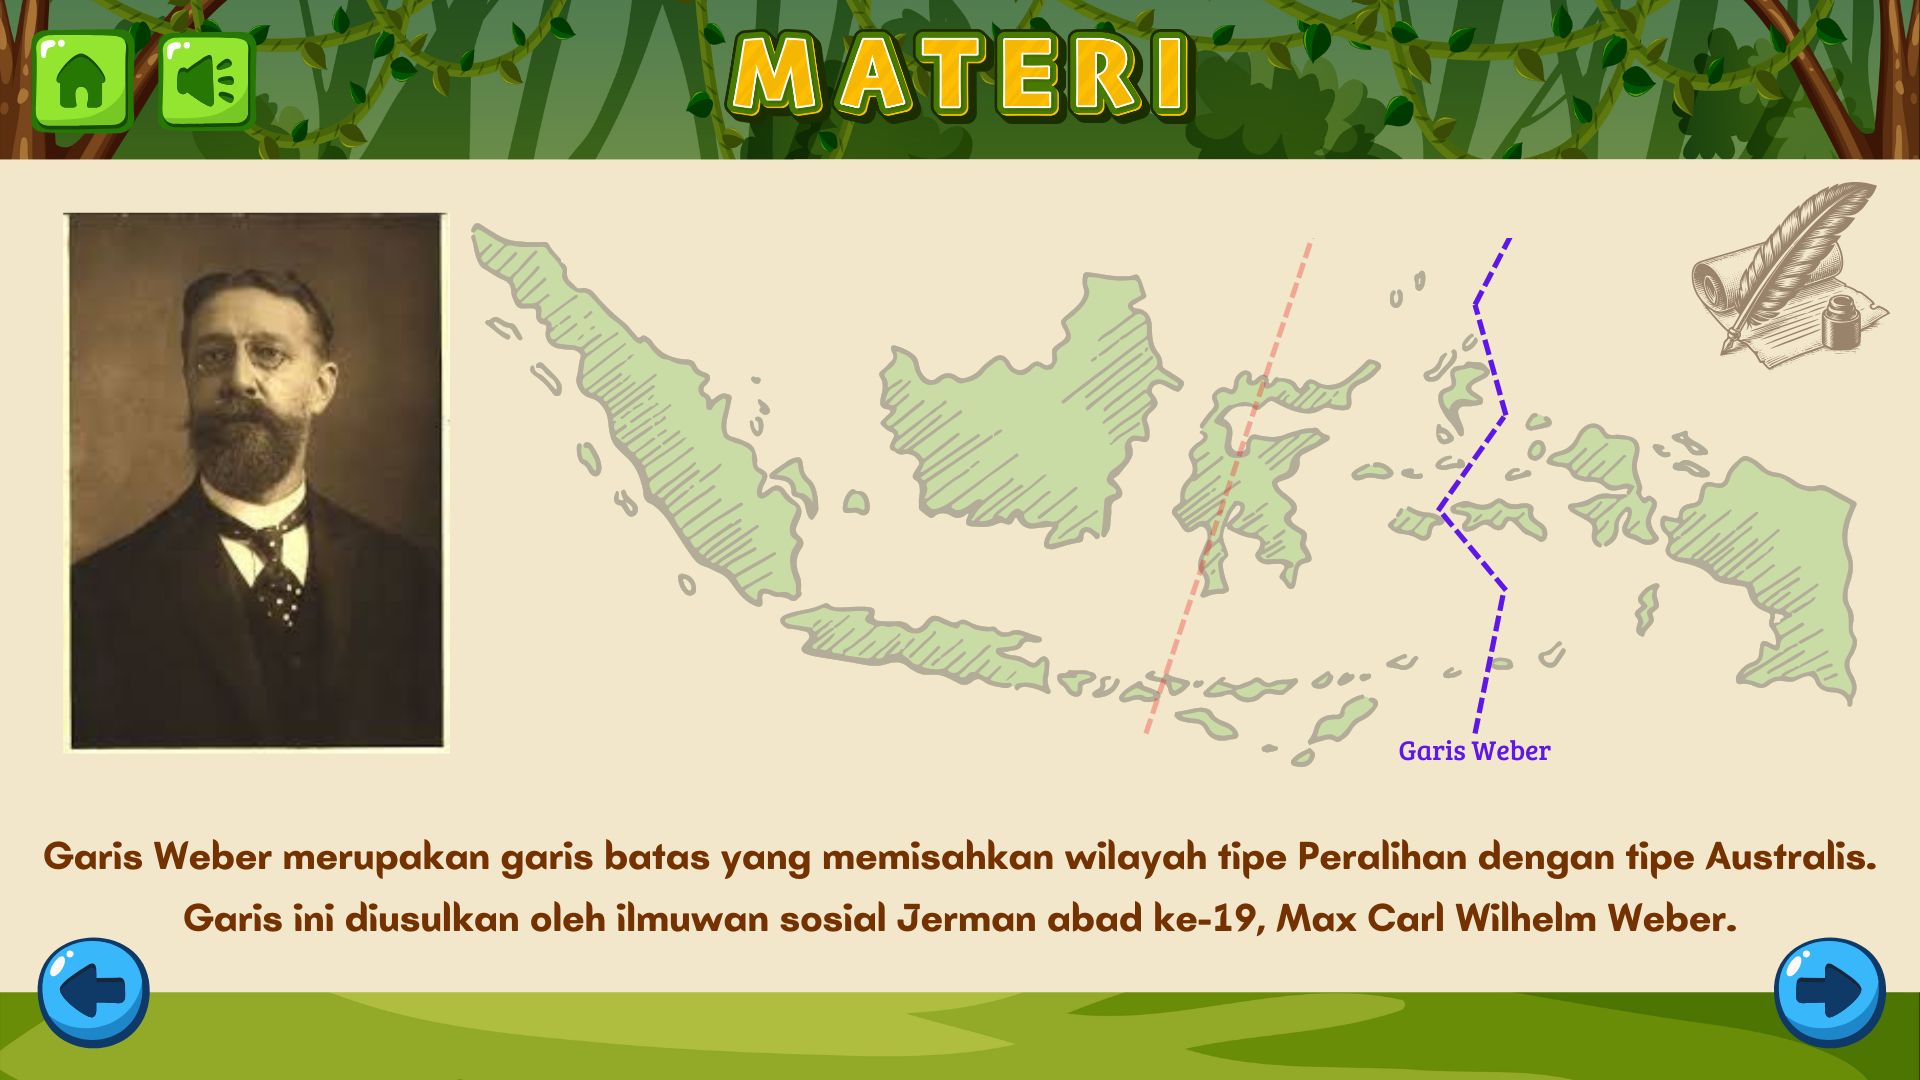 MATERI
Garis Weber
Garis Weber merupakan garis batas yang memisahkan wilayah tipe Peralihan dengan tipe Australis.
Garis ini diusulkan oleh ilmuwan sosial Jerman abad ke-19, Max Carl Wilhelm Weber.